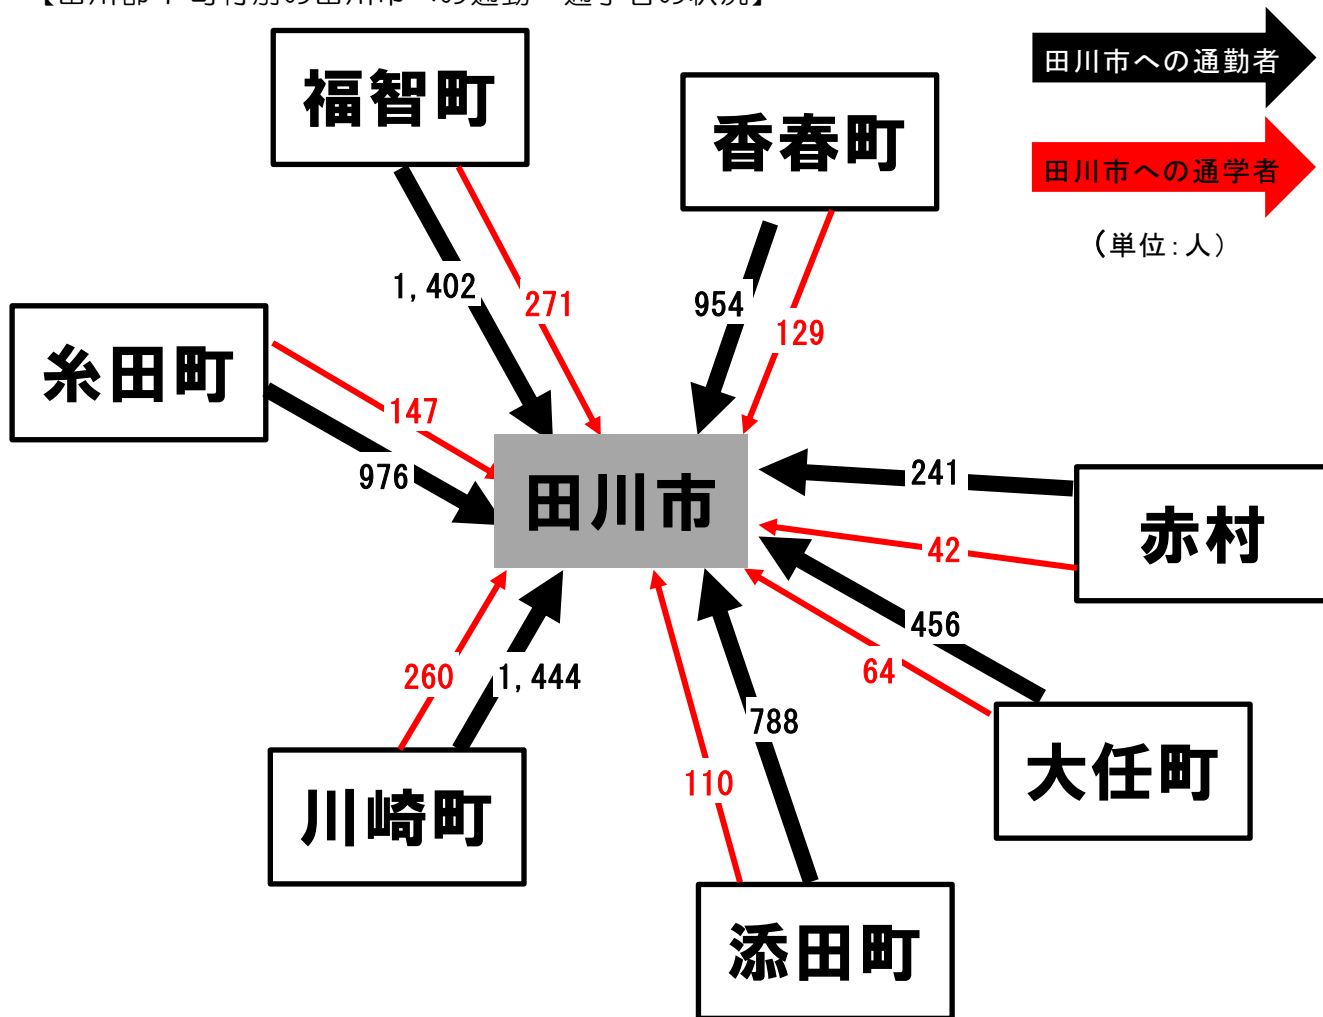 福智町
香春町
田川市への通勤者
田川市への通学者
(単位:人)
1,402
271
954
129
糸田町
147
976
田川市
241
42
赤村
456
64
260
1,444
788
110
川崎町
大任町
添田町